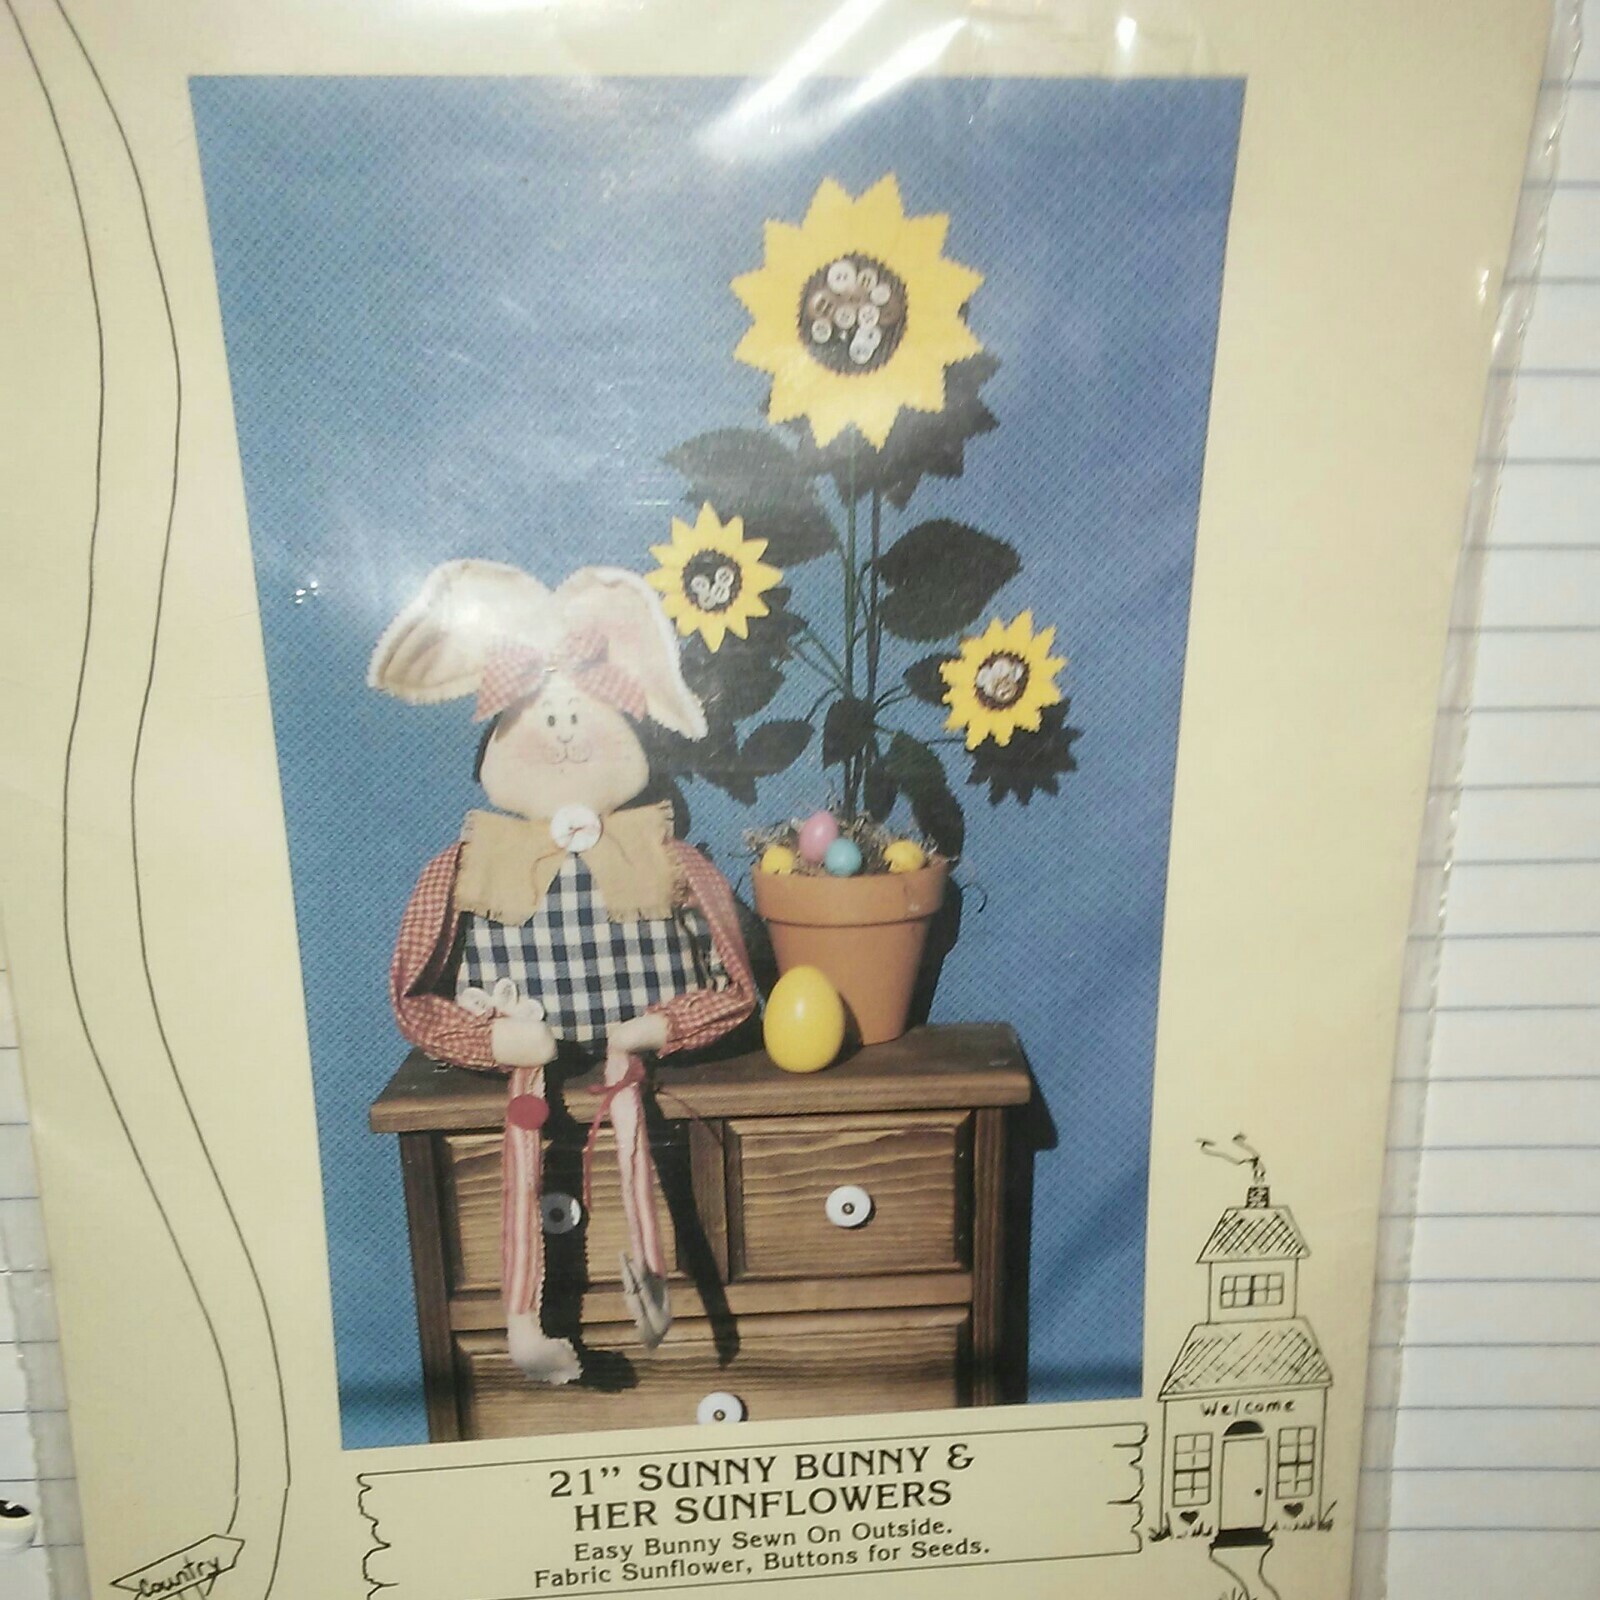 Welcome
21" SUNNY BUNNY &
HER SUNFLOWERS
Easy Bunny Sewn On Outside.
Fabric Sunflower, Buttons for Seeds.
Country